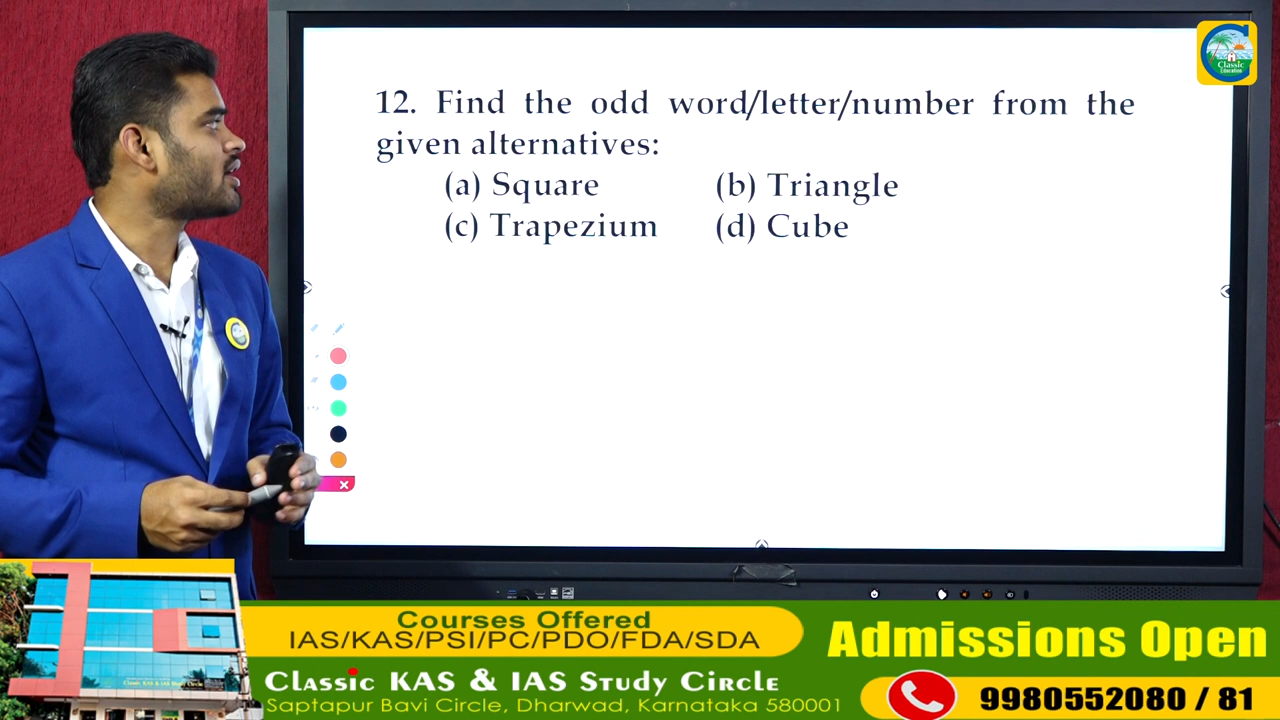 Classic
Education
12. Find the odd word/letter/number from the
given alternatives:
(a) Square (b) Triangle
(c) Trapezium (d) Cube
Courses Offered
IAS/KAS/PSI/PC/PDO/FDA/SDA
Admissions Open
Classic KAS & IAS Study Circle
Saptapur Bavi Circle, Dharwad, Karnataka 580001
9980552080 / 81